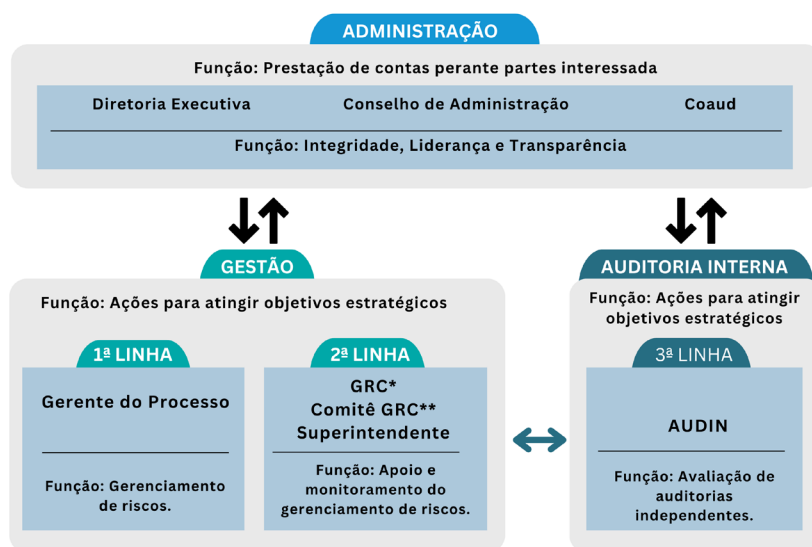 ADMINISTRAÇÃO
Função: Prestação de contas perante partes interessada
Diretoria Executiva
Conselho de Administração
Coaud
Função: Integridade, Liderança e Transparência
GESTÃO
Função: Ações para atingir objetivos estratégicos
1ª LINHA
Gerente do Processo
Função: Gerenciamento
de riscos.
2ª LINHA
GRC*
Comitê GRC**
Superintendente
Função: Apoio e
monitoramento do
gerenciamento de riscos.
AUDITORIA INTERNA
Função: Ações para atingir
objetivos estratégicos
3ª LINHA
AUDIN
Função: Avaliação de
auditorias
independentes.